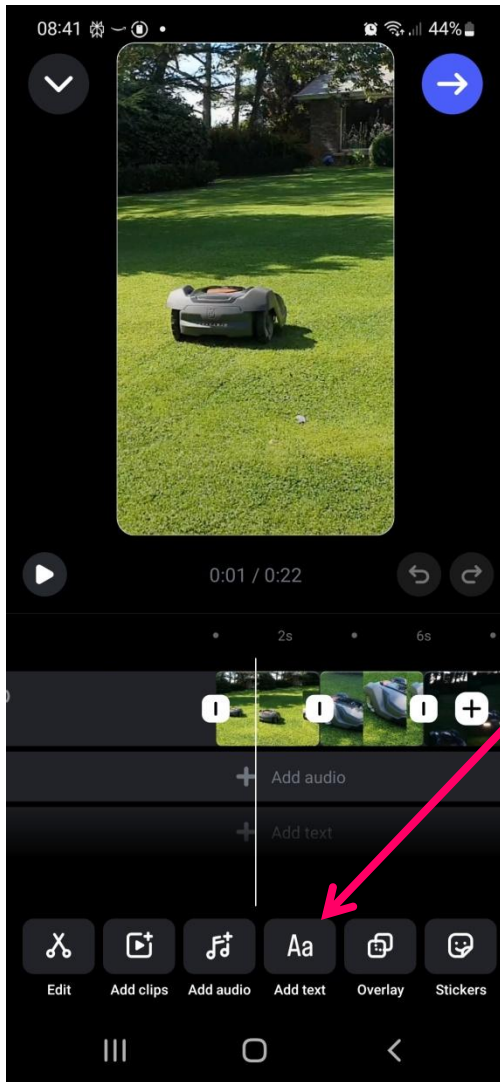 08:41 44%
0:01 / 0:22
2s 6s
Add audio
Add text
Aa
Edit Add clips Add audio Add text Overlay Stickers